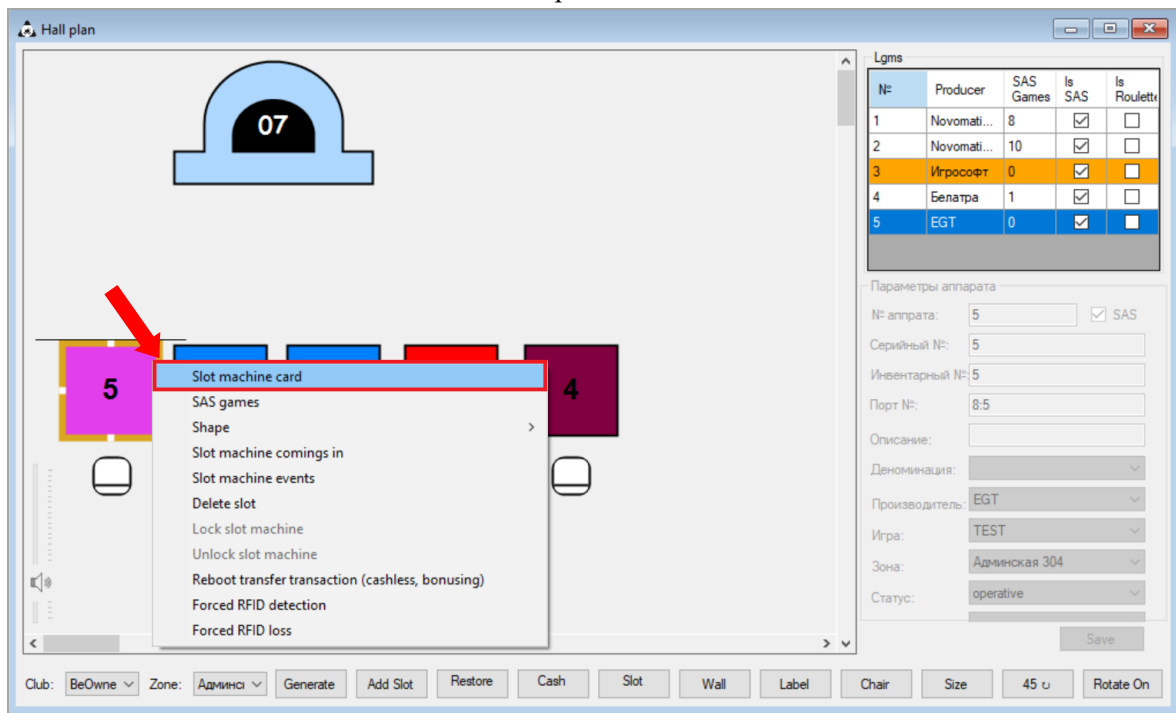 Hall plan
07
5
4
Slot machine card
SAS games
Shape
Slot machine comings in
Slot machine events
Delete slot
Lock slot machine
Unlock slot machine
Reboot transfer transaction (cashless, bonusing)
Forced RFID detection
Forced RFID loss
Lgms
№ Producer SAS Games Is SAS Is Roulette
1 Novomati... 8
2 Novomati... 10
3 Игрософт 0
4 Белатра 1
5 EGT 0
Параметры аппарата
№ аппрата: 5 SAS
Серийный №: 5
Инвентарный №: 5
Порт №: 8:5
Описание:
Деноминация:
Производитель: EGT
Игра: TEST
Зона: Админская 304
Статус: operative
Save
Club: BeOwne Zone: Админсі Generate Add Slot Restore Cash Slot Wall Label Chair Size 45 ↻ Rotate On